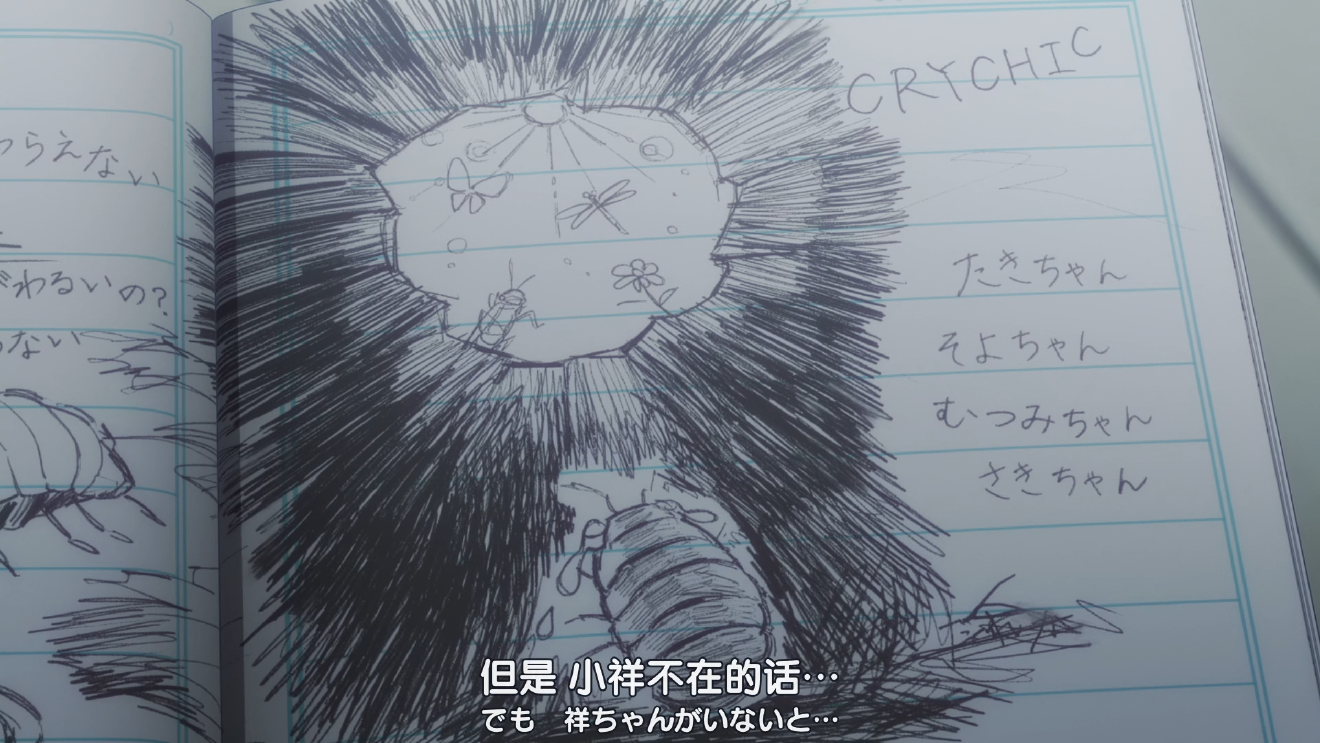 つらえない
がわるいの?
ない
CRYCHIC
たきちゃん
そよちゃん
むつみちゃん
さきちゃん
但是 小祥不在的话…
でも　祥ちゃんがいないと…